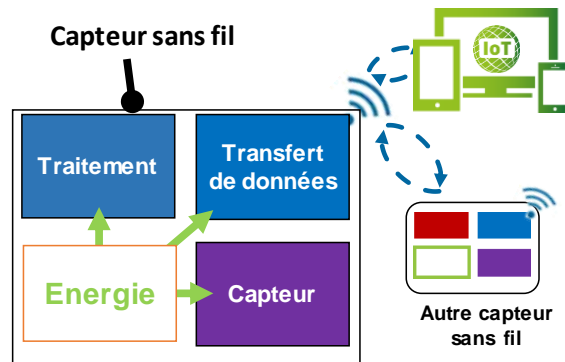 Capteur sans fil
IoT
Traitement
Transfert
de données
Energie
Capteur
Autre capteur
sans fil